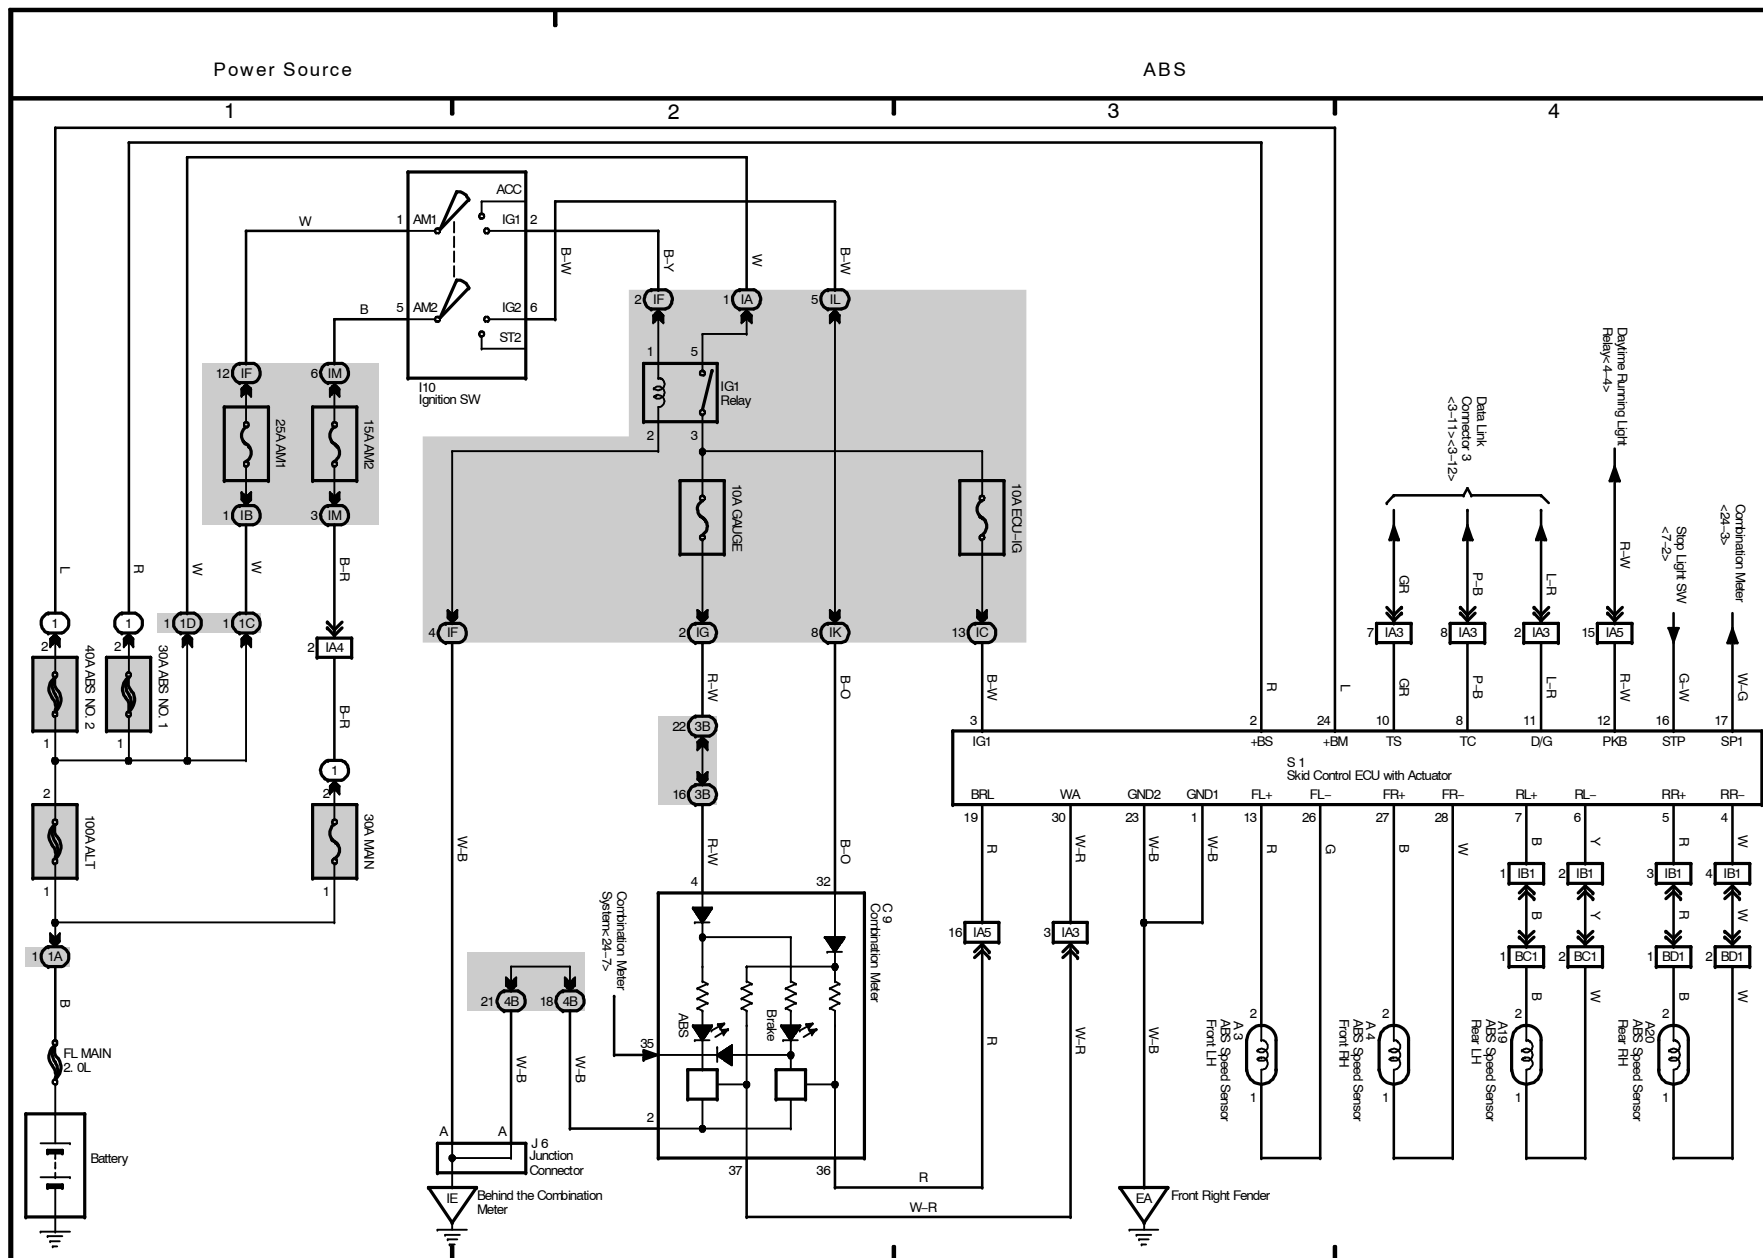 Power Source
ABS
1
2
3
4
ACC
W
1 AM1
IG1 2
B-W
B-Y
W
B-W
2 IF
1 IA
5 IL
B
5 AM2
IG2 6
ST2
I10
Ignition SW
12 IF
6 IM
25A AM1
15A AM2
1 IB
3 IM
1
5
IG1
Relay
2
3
10A GAUGE
10A ECU-IG
Daytime Running Light
Relay<4-4>
Data Link
Connector 3
<3-11><3-12>
Stop Light SW
<7-2>
Combination Meter
<24-3>
L
R
W
W
B-R
GR
P-B
L-R
R-W
1
1
1 1D
1 1C
2 IA4
4 IF
2 IG
8 IK
13 IC
7 IA3
8 IA3
2 IA3
15 IA5
2
2
40A ABS NO. 2
30A ABS NO. 1
1
1
B-R
R-W
B-O
B-W
R
L
GR
P-B
L-R
R-W
G-W
W-G
22 3B
16 3B
3
2
24
10
8
11
12
16
17
IG1
+BS
+BM
TS
TC
D/G
PKB
STP
SP1
S 1
Skid Control ECU with Actuator
BRL
WA
GND2
GND1
FL+
FL-
FR+
FR-
RL+
RL-
RR+
RR-
19
30
23
1
13
26
27
28
7
6
5
4
1
2
2
100A ALT
30A MAIN
1
1
W-B
R-W
B-O
R
W-R
W-B
W-B
R
G
B
W
B
Y
R
W
1 IB1
2 IB1
3 IB1
4 IB1
B
Y
R
W
1 BC1
2 BC1
1 BD1
2 BD1
B
W
B
W
4
32
C 9
Combination Meter
Combination Meter
System<24-7>
16 IA5
3 IA3
1 1A
B
21 4B
18 4B
ABS
Brake
35
2
W-B
W-B
R
W-R
W-B
FL MAIN
2. 0L
Battery
2
A 3
ABS Speed Sensor
Front LH
1
2
A 4
ABS Speed Sensor
Front RH
1
2
A19
ABS Speed Sensor
Rear LH
1
2
A20
ABS Speed Sensor
Rear RH
1
A
A
J 6
Junction
Connector
37
36
R
W-R
IE
Behind the Combination
Meter
EA
Front Right Fender